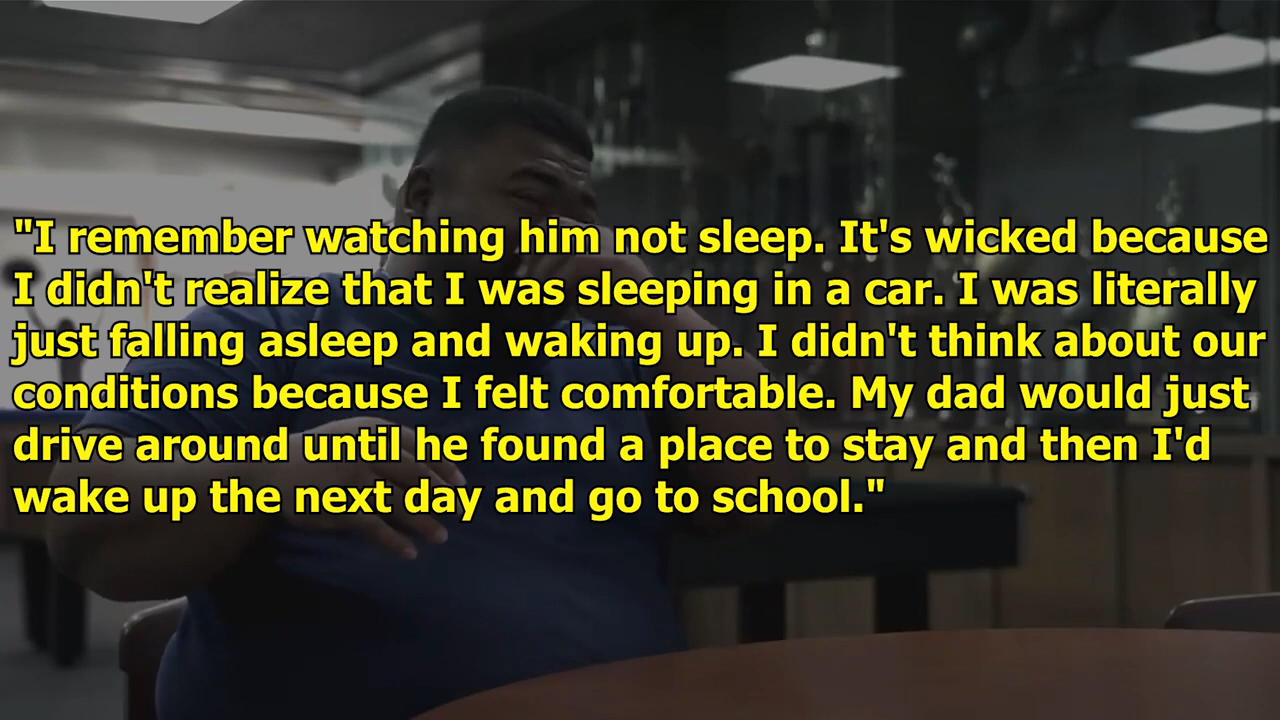 "I remember watching him not sleep. It's wicked because
I didn't realize that I was sleeping in a car. I was literally
just falling asleep and waking up. I didn't think about our
conditions because I felt comfortable. My dad would just
drive around until he found a place to stay and then I'd
wake up the next day and go to school."